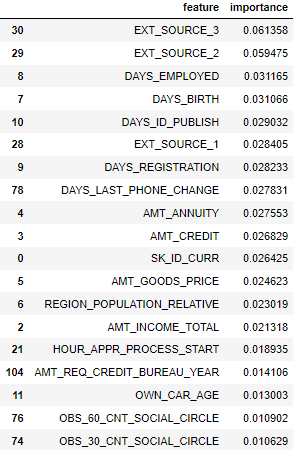 feature importance
30 EXT_SOURCE_3 0.061358
29 EXT_SOURCE_2 0.059475
8 DAYS_EMPLOYED 0.031165
7 DAYS_BIRTH 0.031066
10 DAYS_ID_PUBLISH 0.029032
28 EXT_SOURCE_1 0.028405
9 DAYS_REGISTRATION 0.028233
78 DAYS_LAST_PHONE_CHANGE 0.027831
4 AMT_ANNUITY 0.027553
3 AMT_CREDIT 0.026829
0 SK_ID_CURR 0.026425
5 AMT_GOODS_PRICE 0.024623
6 REGION_POPULATION_RELATIVE 0.023019
2 AMT_INCOME_TOTAL 0.021318
21 HOUR_APPR_PROCESS_START 0.018935
104 AMT_REQ_CREDIT_BUREAU_YEAR 0.014106
11 OWN_CAR_AGE 0.013003
76 OBS_60_CNT_SOCIAL_CIRCLE 0.010902
74 OBS_30_CNT_SOCIAL_CIRCLE 0.010629